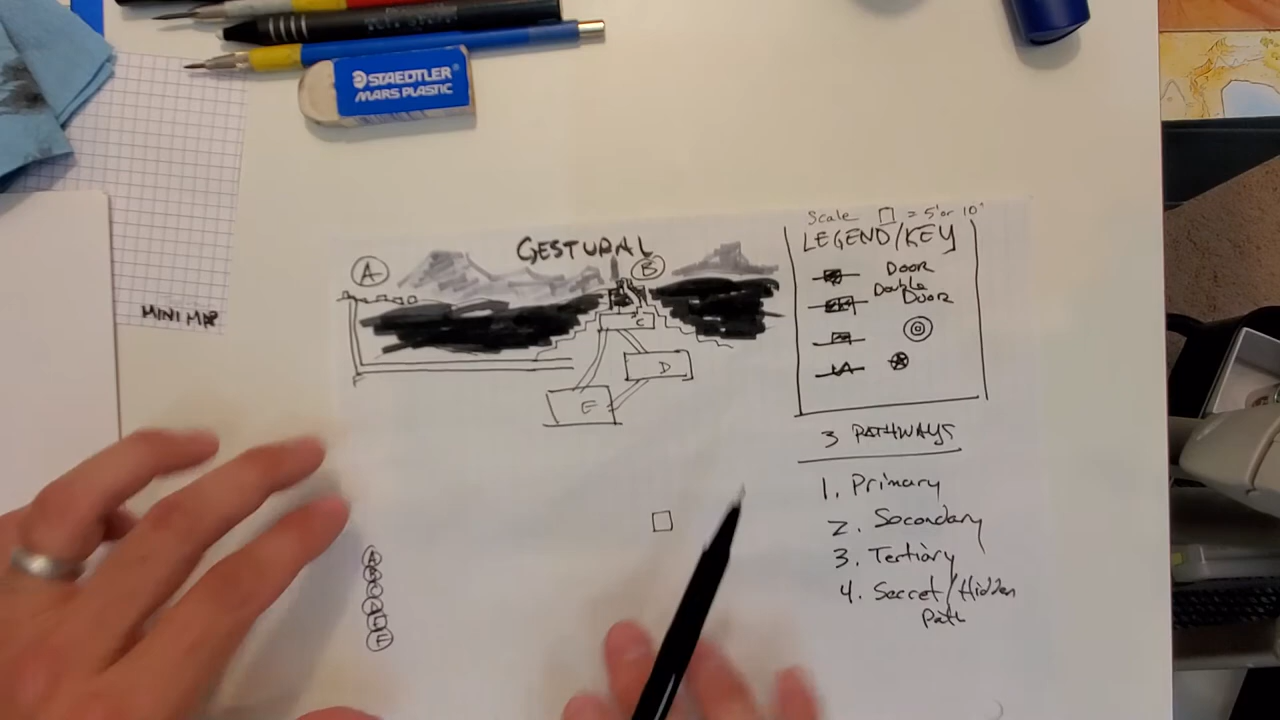 STAEDTLER
MARS PLASTIC
MINI MAP
GESTURAL
A
B
C
D
E
F
Scale □ = 5' or 10'
LEGEND/KEY
DOOR
Double
DOOR
3 PATHWAYS
1. Primary
2. Secondary
3. Tertiary
4. Secret/Hidden
Path
A
B
C
D
E
F